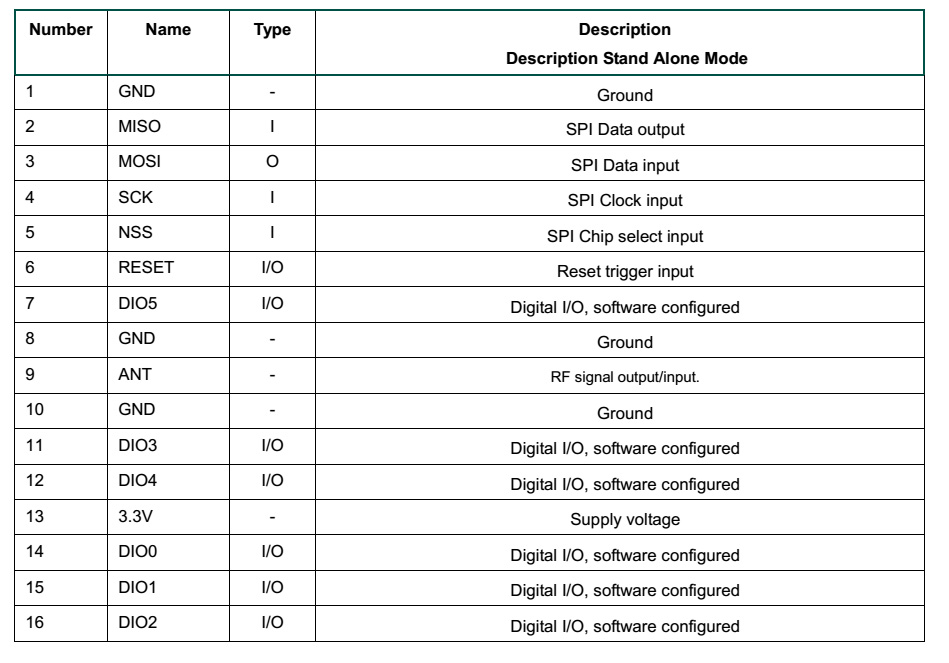 Number Name Type Description
Description Stand Alone Mode
1 GND - Ground
2 MISO I SPI Data output
3 MOSI O SPI Data input
4 SCK I SPI Clock input
5 NSS I SPI Chip select input
6 RESET I/O Reset trigger input
7 DIO5 I/O Digital I/O, software configured
8 GND - Ground
9 ANT - RF signal output/input.
10 GND - Ground
11 DIO3 I/O Digital I/O, software configured
12 DIO4 I/O Digital I/O, software configured
13 3.3V - Supply voltage
14 DIO0 I/O Digital I/O, software configured
15 DIO1 I/O Digital I/O, software configured
16 DIO2 I/O Digital I/O, software configured